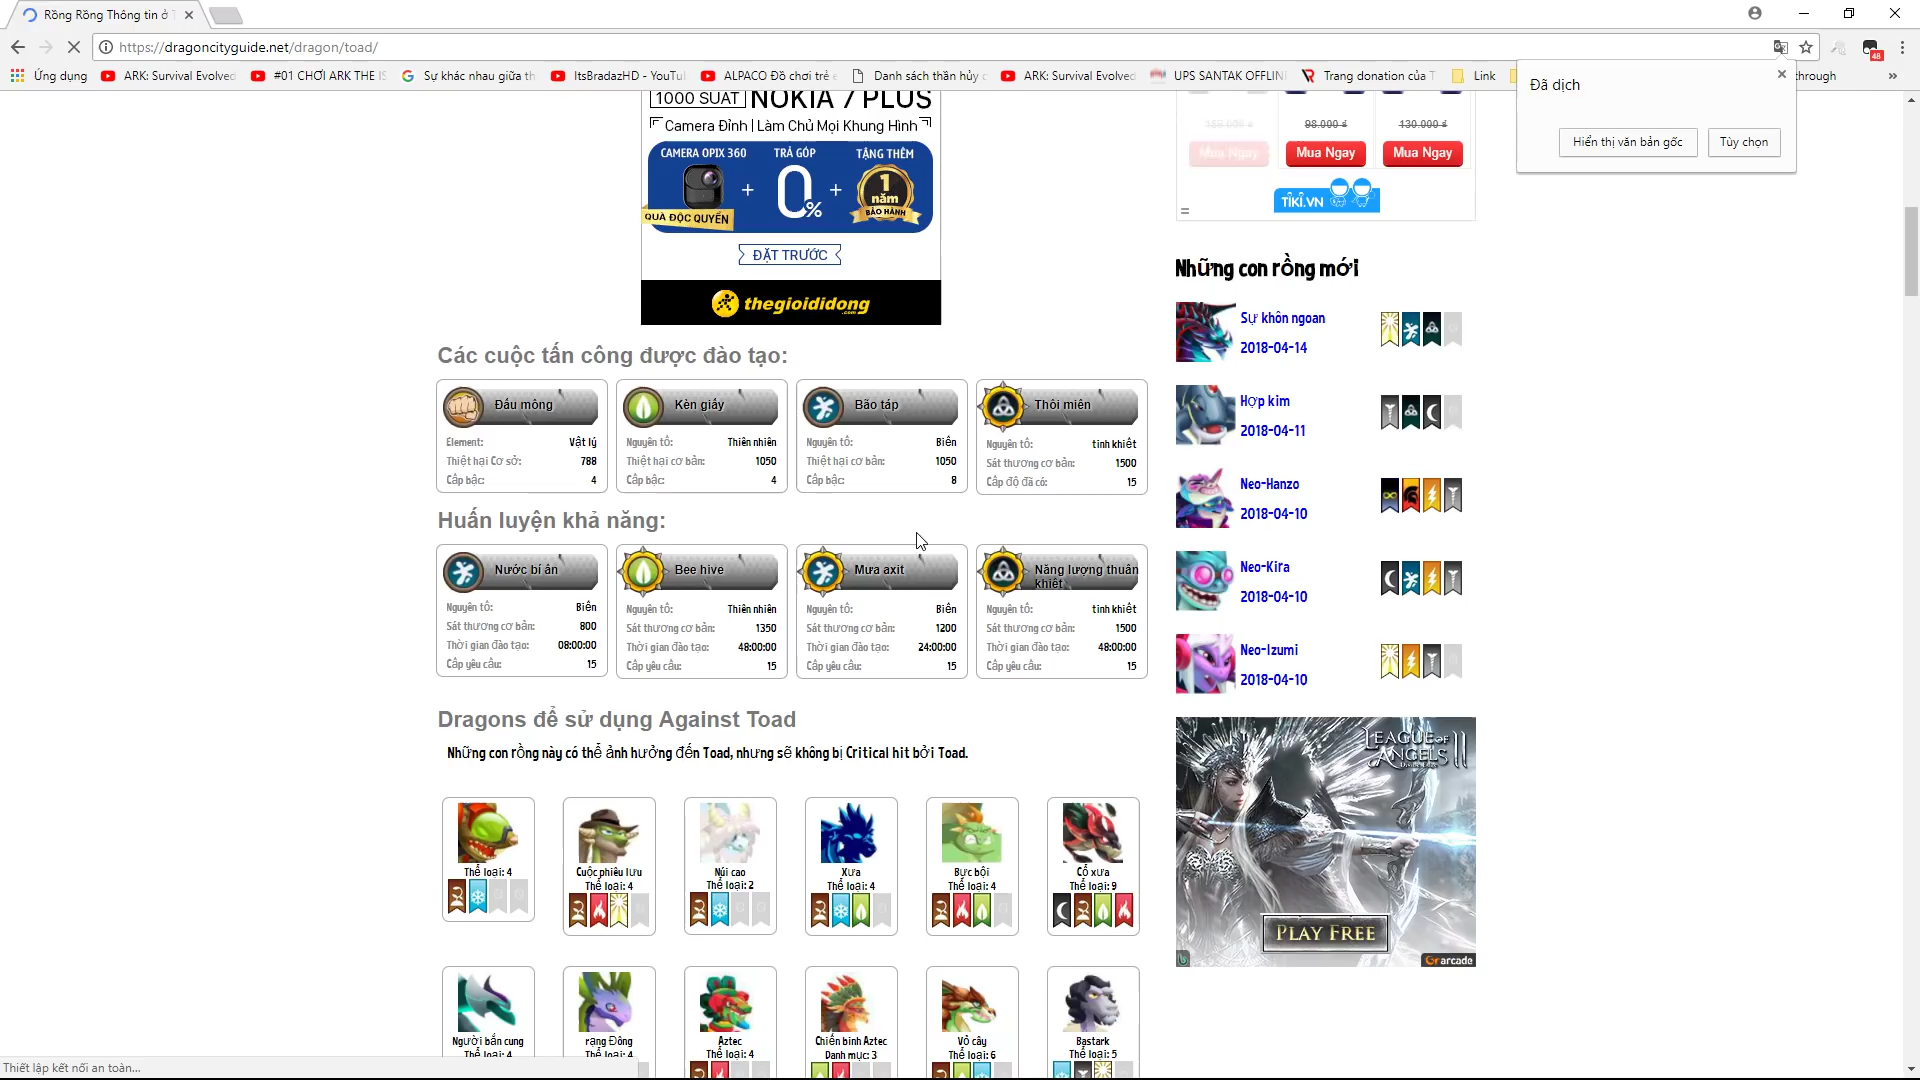 Rồng Rồng Thông tin ở
https://dragoncityguide.net/dragon/toad/
48
Ứng dụng
ARK: Survival Evolved
#01 CHƠI ARK THE
Sự khác nhau giữa
ItsBradazHD - YouTu
ALPACO Đồ chơi trẻ
Danh sách thần hủy
ARK: Survival Evolved
UPS SANTAK OFFLIN
Trang donation của
Link
through
»
Đã dịch
Hiển thị văn bản gốc
Tùy chọn
1000 SUẤT NOKIA 7 PLUS
Camera Đỉnh | Làm Chủ Mọi Khung Hình
CAMERA OPIX 360
TRẢ GÓP
TẶNG THÊM
+ 0% + 1 năm
BẢO HÀNH
QUÀ ĐỘC QUYỀN
ĐẶT TRƯỚC
thegioididong
.com
158.000 đ
98.000 đ
130.000 đ
Mua Ngay
Mua Ngay
Mua Ngay
TIKI.VN
Những con rồng mới
Sự khôn ngoan
2018-04-14
Hợp kim
2018-04-11
Neo-Hanzo
2018-04-10
Neo-Kira
2018-04-10
Neo-Izumi
2018-04-10
LEAGUE OF
ANGELS II
PLAY FREE
arcade
Các cuộc tấn công được đào tạo:
Đấu mông
Element: Vật lý
Thiệt hại Cơ sở: 788
Cấp bậc: 4
Kén giấy
Nguyên tố: Thiên nhiên
Thiệt hại cơ bản: 1050
Cấp bậc: 4
Bão táp
Nguyên tố: Biển
Thiệt hại cơ bản: 1050
Cấp bậc: 8
Thôi miên
Nguyên tố: tinh khiết
Sát thương cơ bản: 1500
Cấp độ đã có: 15
Huấn luyện khả năng:
Nước bí ẩn
Nguyên tố: Biển
Sát thương cơ bản: 800
Thời gian đào tạo: 08:00:00
Cấp yêu cầu: 15
Bee hive
Nguyên tố: Thiên nhiên
Sát thương cơ bản: 1350
Thời gian đào tạo: 48:00:00
Cấp yêu cầu: 15
Mưa axit
Nguyên tố: Biển
Sát thương cơ bản: 1200
Thời gian đào tạo: 24:00:00
Cấp yêu cầu: 15
Năng lượng thuần
khiết
Nguyên tố: tinh khiết
Sát thương cơ bản: 1500
Thời gian đào tạo: 48:00:00
Cấp yêu cầu: 15
Dragons để sử dụng Against Toad
Những con rồng này có thể ảnh hưởng đến Toad, nhưng sẽ không bị Critical hit bởi Toad.
Thể loại: 4
Cuộc phiêu lưu
Thể loại: 4
Núi cao
Thể loại: 2
Xưa
Thể loại: 4
Bực bội
Thể loại: 4
Cổ xưa
Thể loại: 9
Người bắn cung
Thể loại: 4
rạng Đông
Thể loại: 4
Aztec
Thể loại: 4
Chiến binh Aztec
Danh mục: 3
Vỏ cây
Thể loại: 6
Bastark
Thể loại: 5
Thiết lập kết nối an toàn...